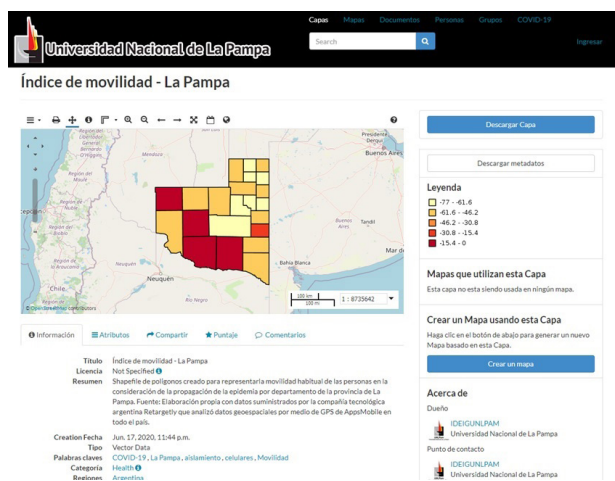 Capas Mapas Documentos Personas Grupos COVID-19
Universidad Nacional de La Pampa
Search
Ingresar
Índice de movilidad - La Pampa
Descargar Capa
Descargar metadatos
Leyenda
-77 - -61.6
-61.6 - -46.2
-46.2 - -30.8
-30.8 - -15.4
-15.4 - 0
Mendoza
Buenos Aires
Tandil
Mar de
Bahía Blanca
Neuquén
Neuquén
Río Negro
100 km
100 mi
1 : 8735642
Mapas que utilizan esta Capa
Esta capa no esta siendo usada en ningún mapa.
Crear un Mapa usando esta Capa
Haga clic en el botón de abajo para generar un nuevo
Mapa basado en esta Capa.
Crear un mapa
Información Atributos Compartir Puntaje Comentarios
Título Índice de movilidad - La Pampa
Licencia Not Specified
Resumen Shapefile de polígonos creado para representarla movilidad habitual de las personas en la
consideración de la propagación de la epidemia por departamento de la provincia de La
Pampa. Fuente: Elaboración propia con datos suministrados por la compañía tecnológica
argentina Retargetly que analizó datos geoespaciales por medio de GPS de AppsMobile en
todo el país.
Creation Fecha Jun. 17, 2020, 11:44 p.m.
Tipo Vector Data
Palabras claves COVID-19 , La Pampa , aislamiento , celulares , Movilidad
Categoría Health
Regiones Argentina
Acerca de
Dueño
IDEIGUNLPAM
Universidad Nacional de La Pampa
Punto de contacto
IDEIGUNLPAM
Universidad Nacional de La Pampa